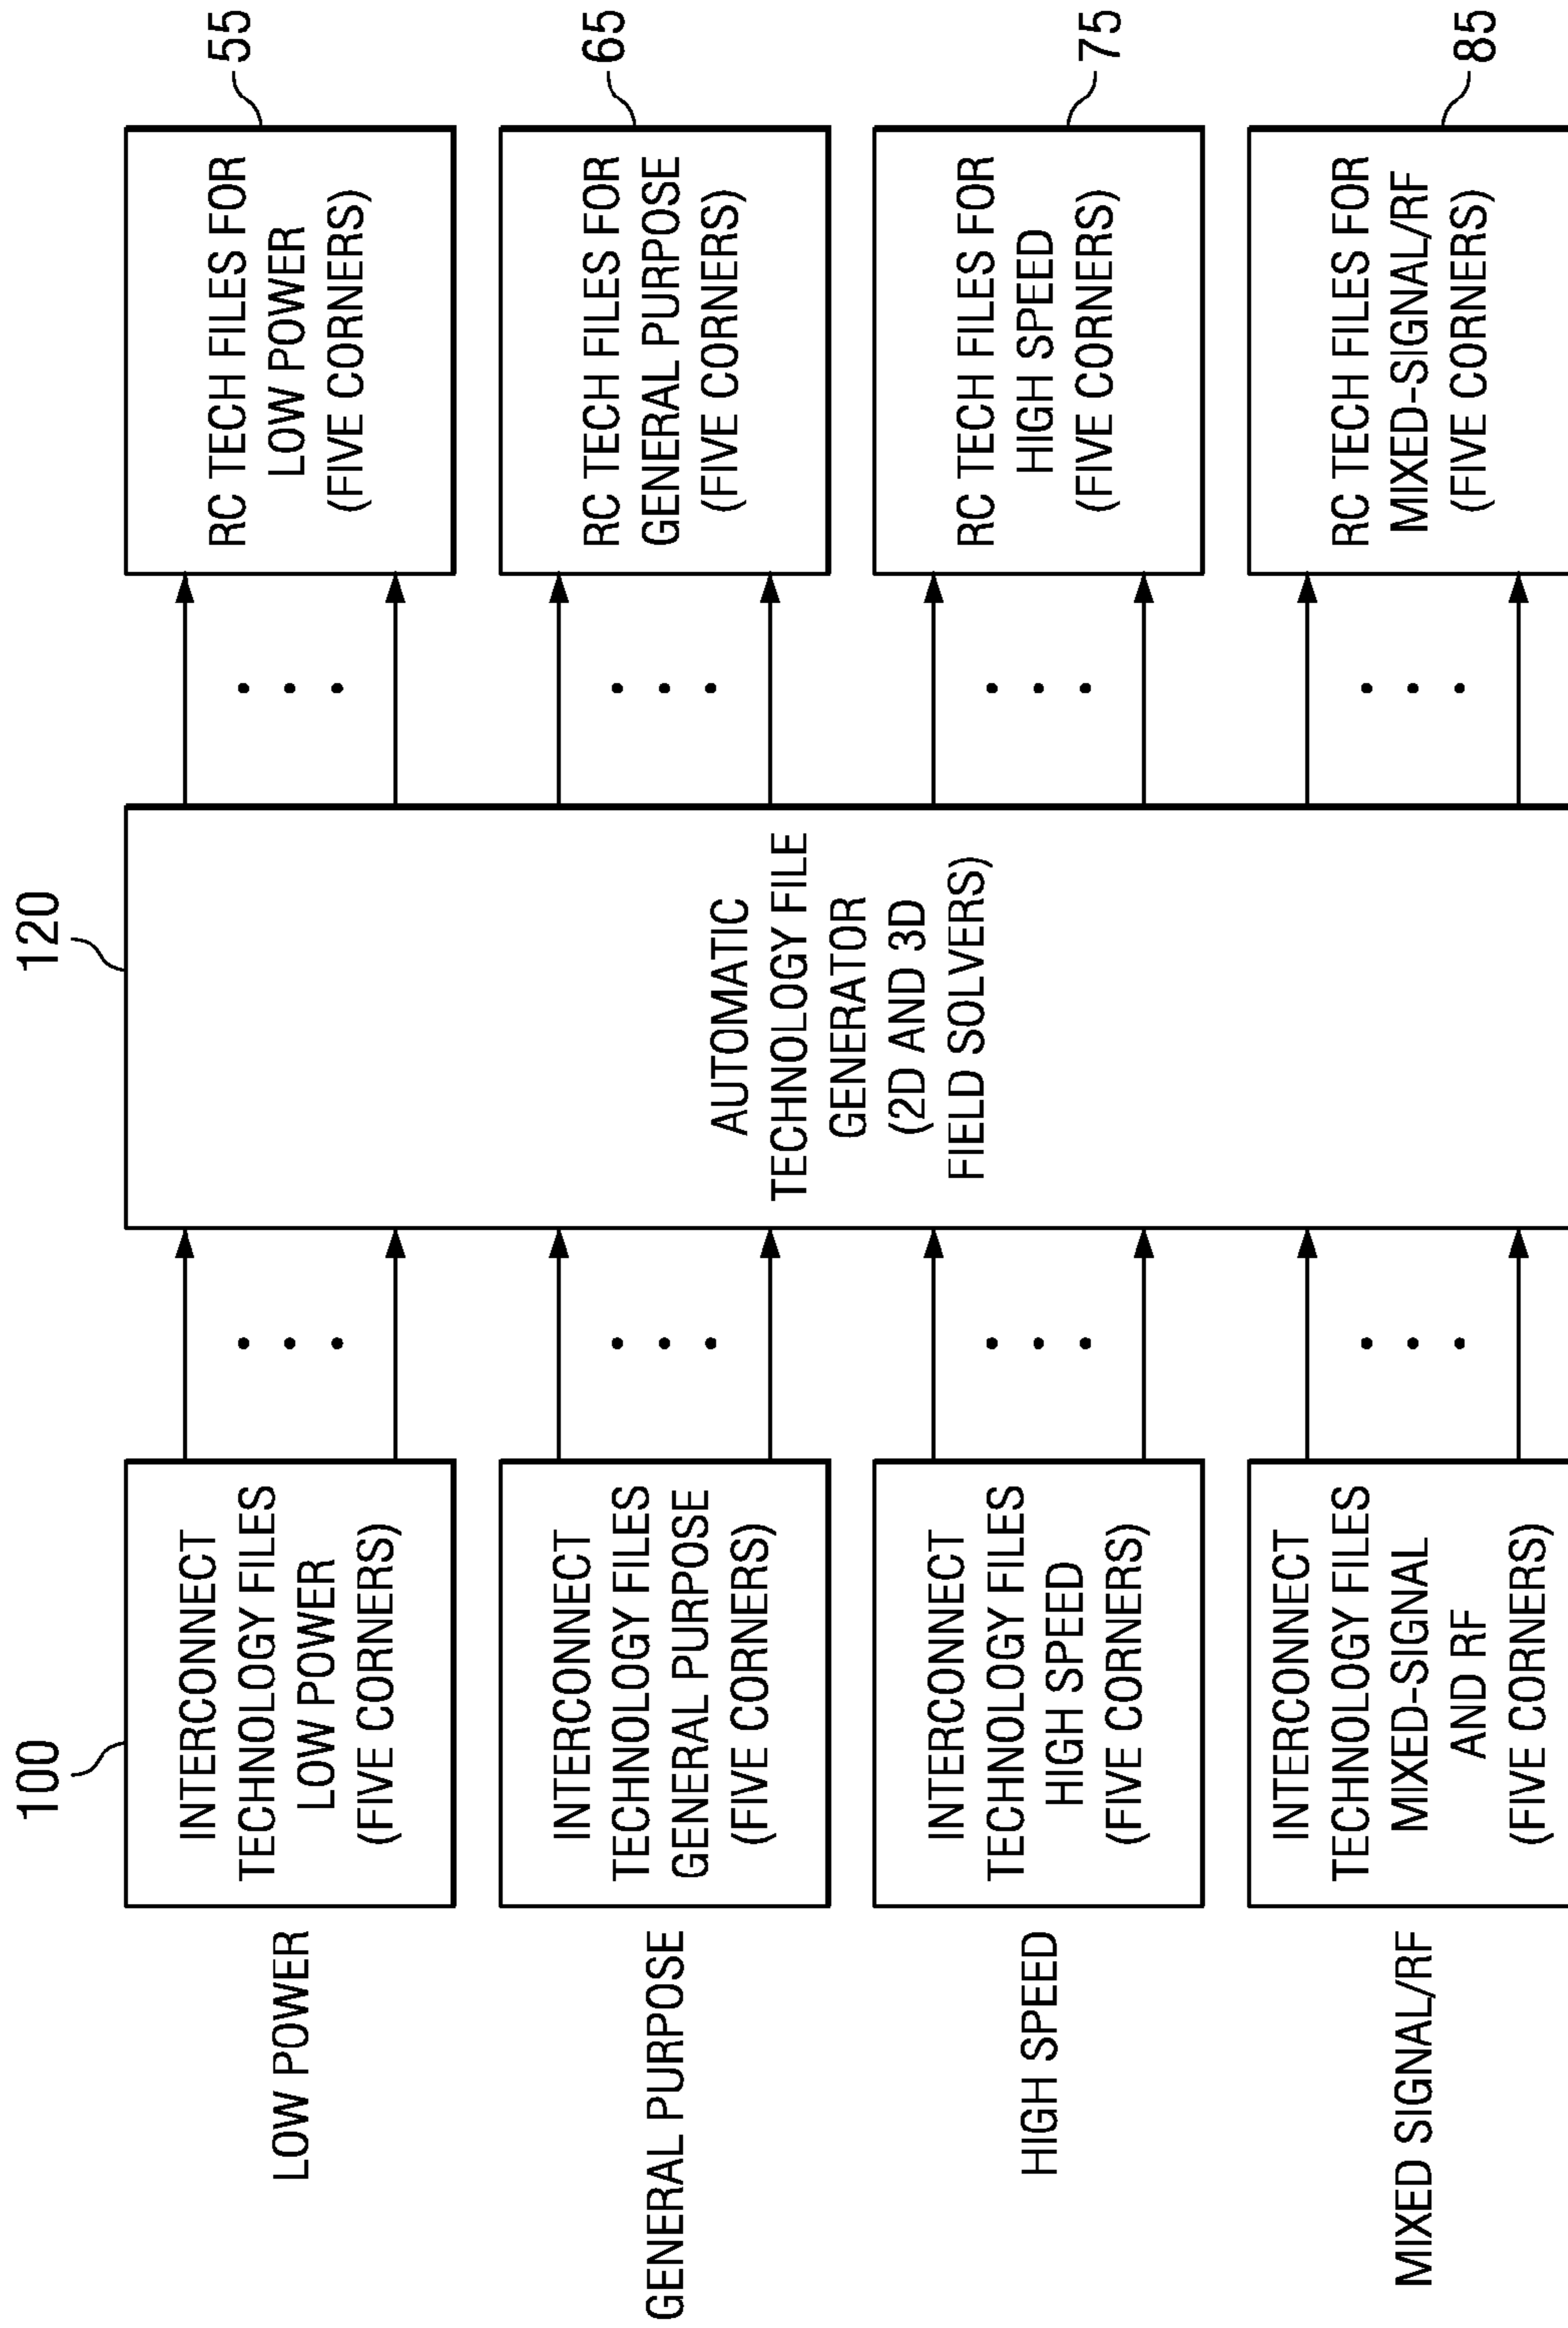 100
120
LOW POWER
INTERCONNECT
TECHNOLOGY FILES
LOW POWER
(FIVE CORNERS)
AUTOMATIC
TECHNOLOGY FILE
GENERATOR
(2D AND 3D
FIELD SOLVERS)
RC TECH FILES FOR
LOW POWER
(FIVE CORNERS)
55
GENERAL PURPOSE
INTERCONNECT
TECHNOLOGY FILES
GENERAL PURPOSE
(FIVE CORNERS)
RC TECH FILES FOR
GENERAL PURPOSE
(FIVE CORNERS)
65
HIGH SPEED
INTERCONNECT
TECHNOLOGY FILES
HIGH SPEED
(FIVE CORNERS)
RC TECH FILES FOR
HIGH SPEED
(FIVE CORNERS)
75
MIXED SIGNAL/RF
INTERCONNECT
TECHNOLOGY FILES
MIXED-SIGNAL
AND RF
(FIVE CORNERS)
RC TECH FILES FOR
MIXED-SIGNAL/RF
(FIVE CORNERS)
85